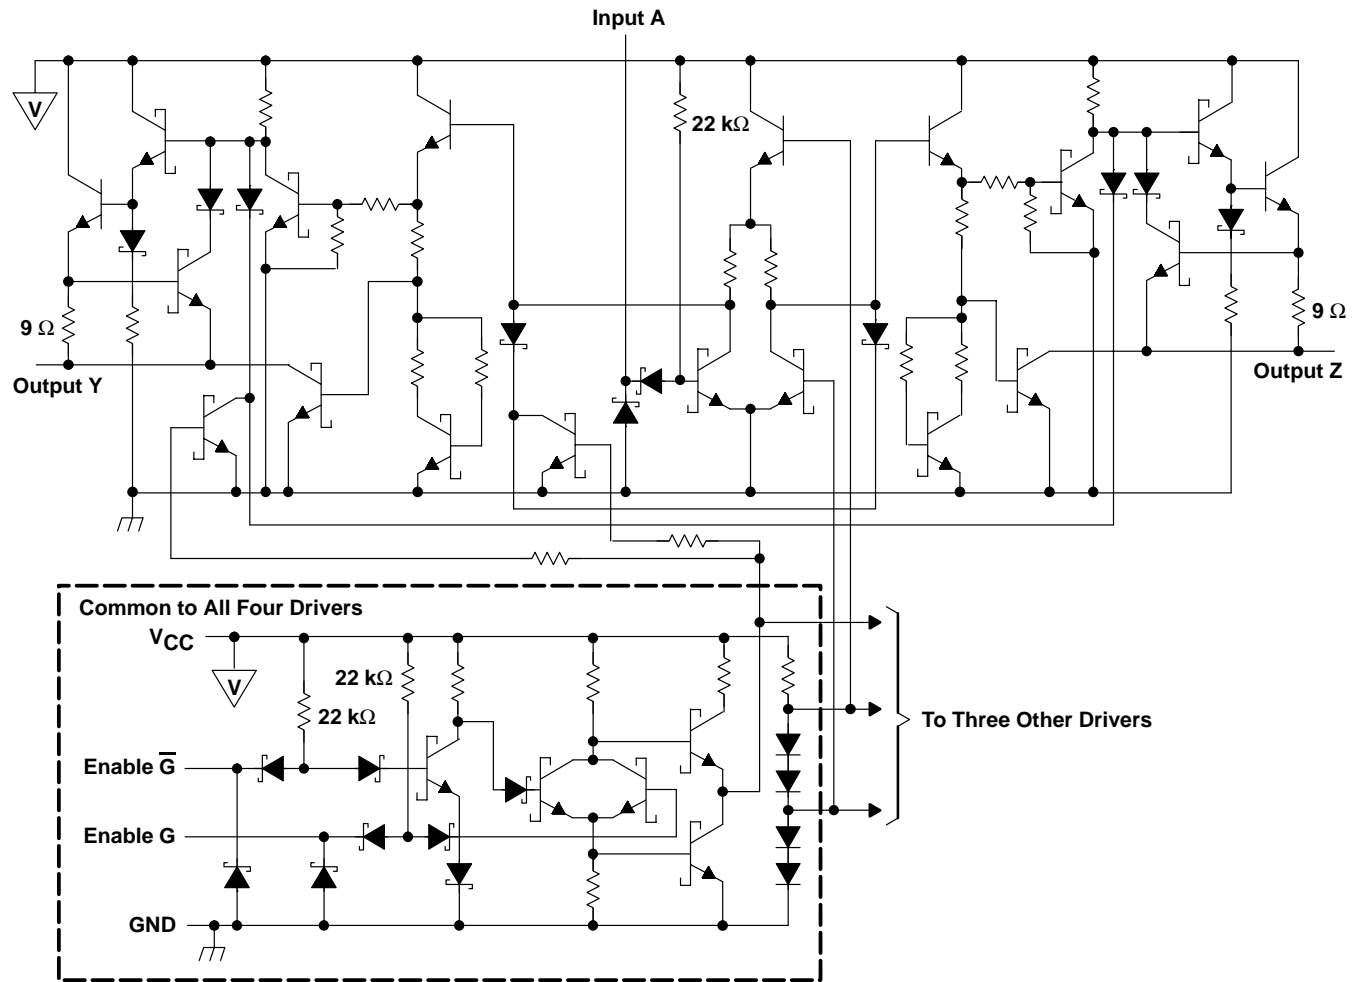 Input A
V
22 kΩ
9 Ω
9 Ω
Output Y
Output Z
Common to All Four Drivers
VCC
V
22 kΩ
22 kΩ
To Three Other Drivers
Enable G̅
Enable G
GND